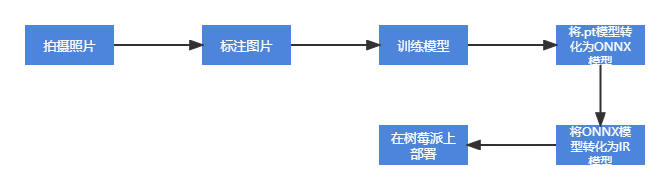 拍摄照片
标注图片
训练模型
将.pt模型转
化为ONNX
模型
将ONNX模
型转化为IR
模型
在树莓派上
部署